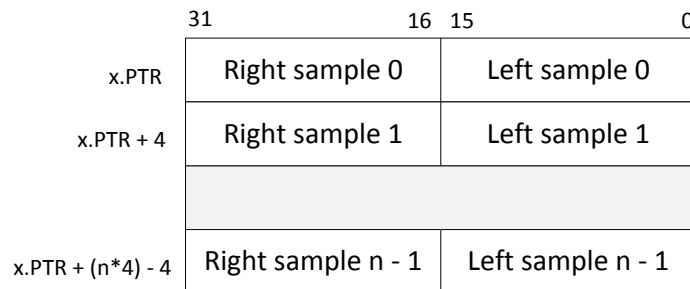 31 16 15 0
x.PTR Right sample 0 Left sample 0
x.PTR + 4 Right sample 1 Left sample 1
x.PTR + (n*4) - 4 Right sample n - 1 Left sample n - 1